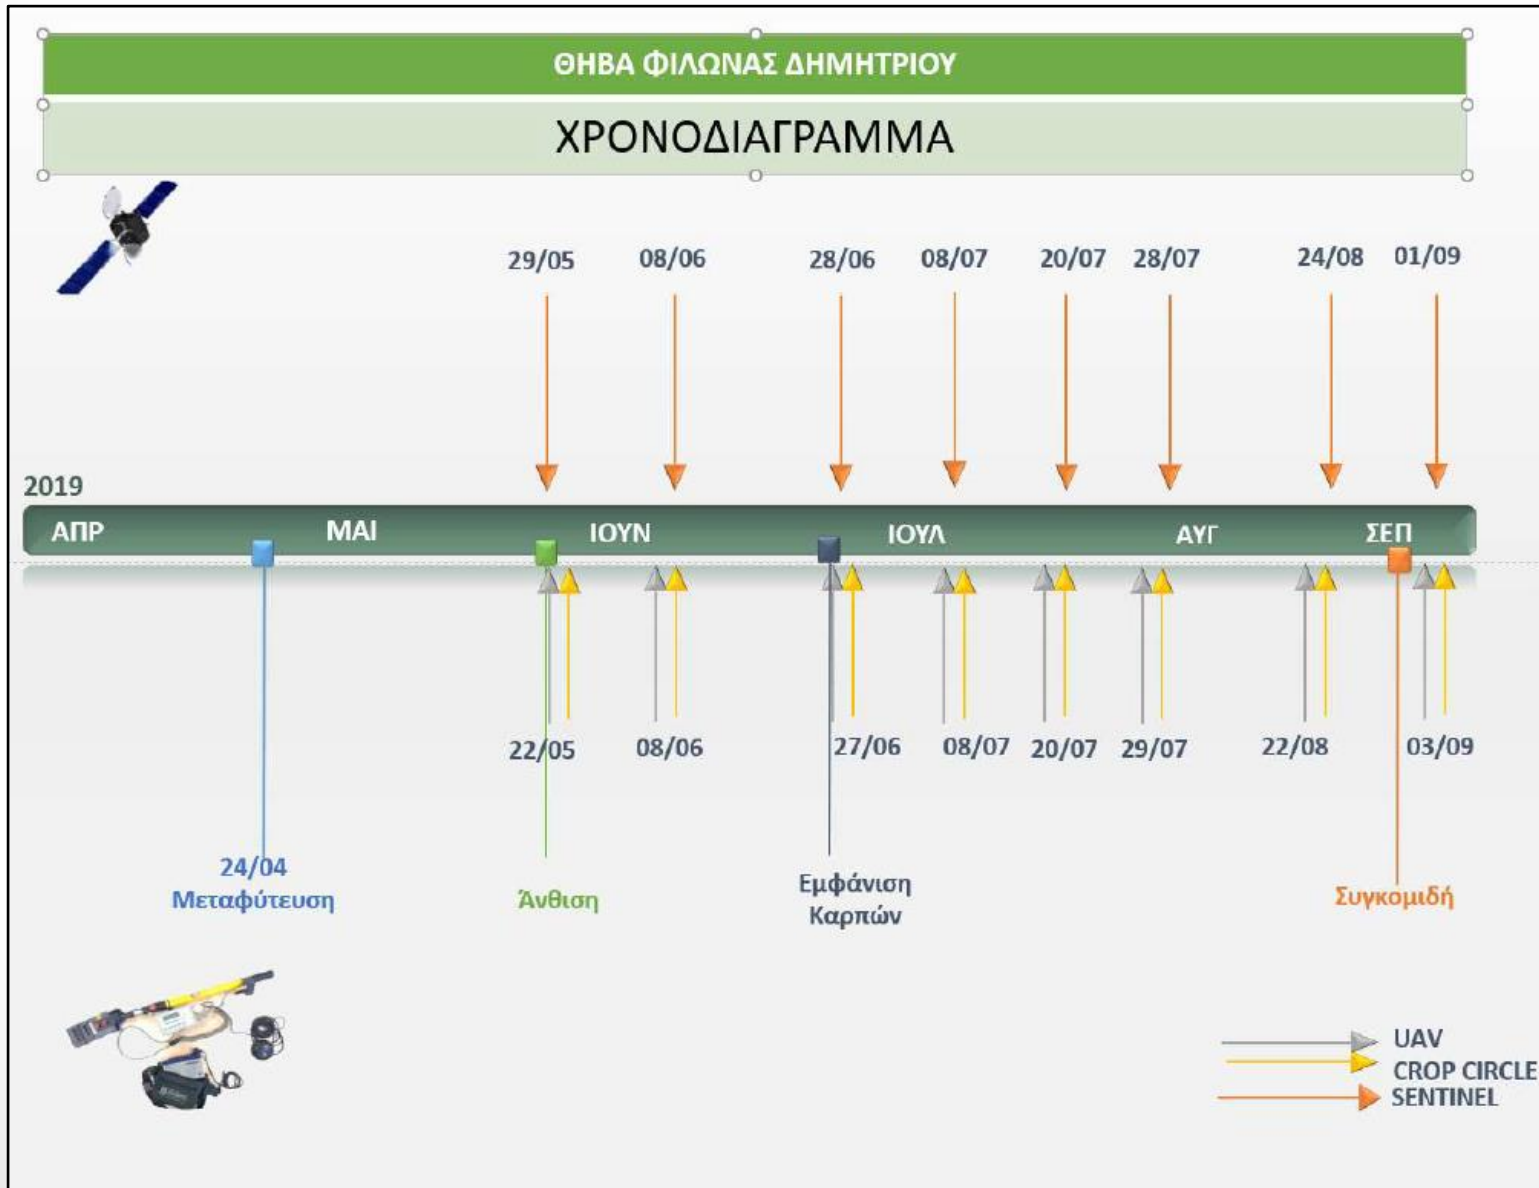 ΘΗΒΑ ΦΙΛΩΝΑΣ ΔΗΜΗΤΡΙΟΥ
ΧΡΟΝΟΔΙΑΓΡΑΜΜΑ
29/05 08/06 28/06 08/07 20/07 28/07 24/08 01/09
2019
ΑΠΡ ΜΑΙ ΙΟΥΝ ΙΟΥΛ ΑΥΓ ΣΕΠ
22/05 08/06 27/06 08/07 20/07 29/07 22/08 03/09
24/04
Μεταφύτευση
Άνθιση
Εμφάνιση
Καρπών
Συγκομιδή
UAV
CROP CIRCLE
SENTINEL